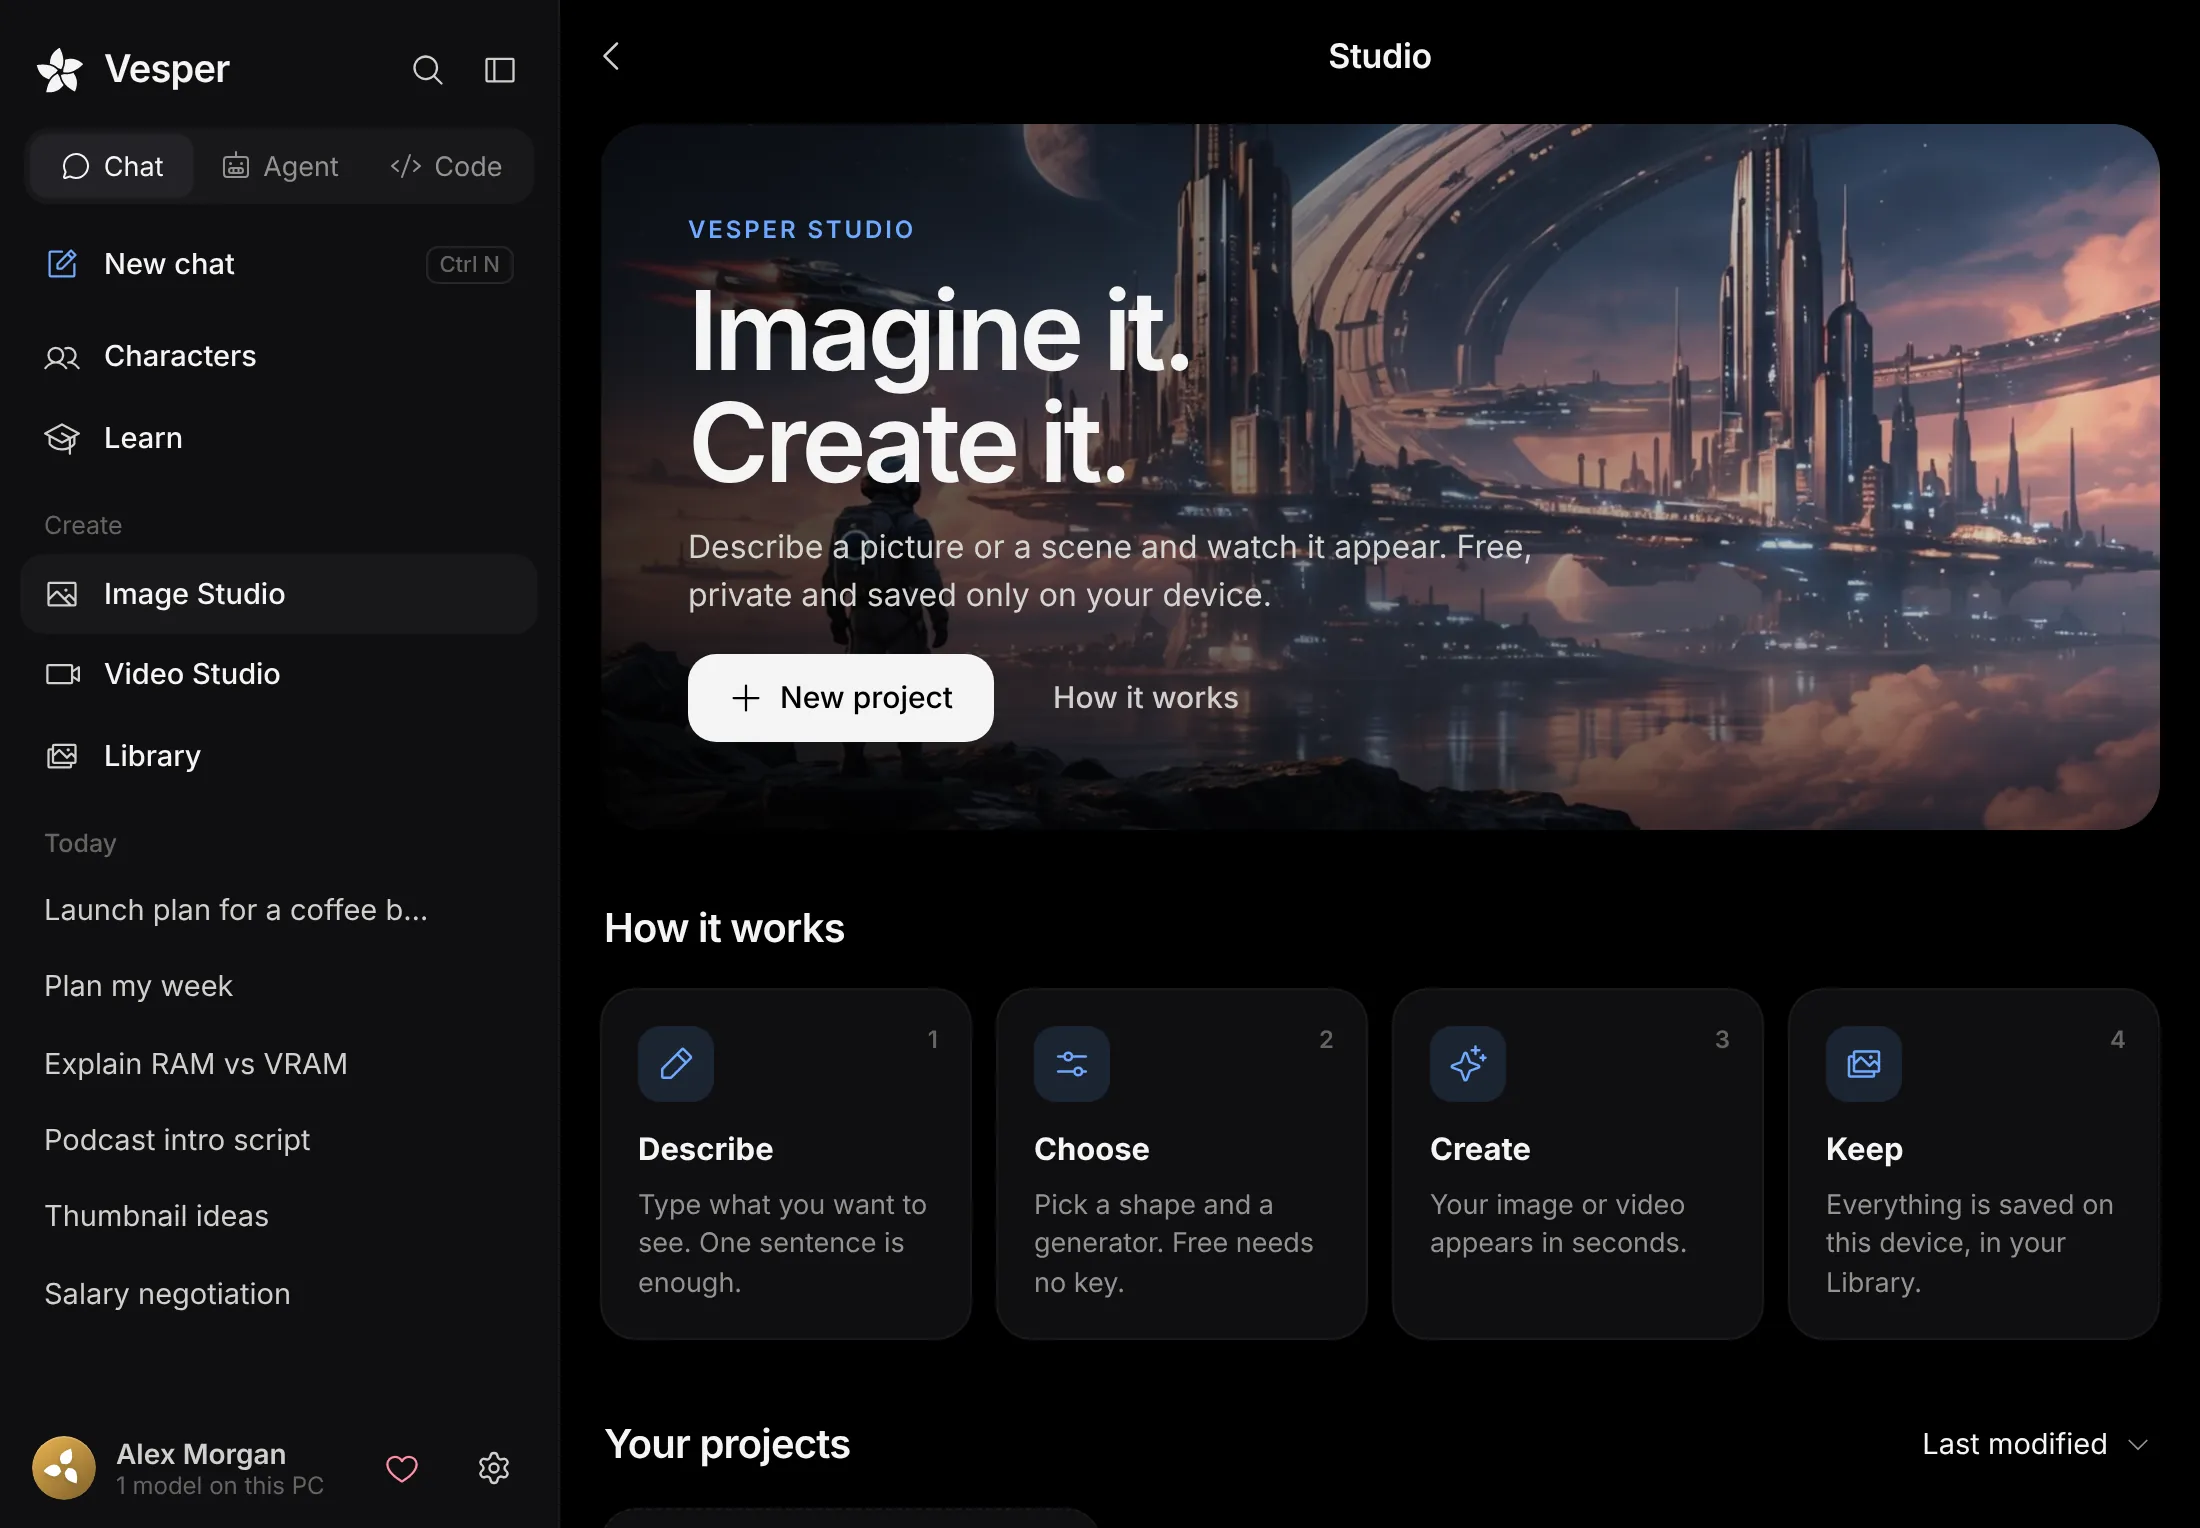 Vesper
Chat
Agent
Code
New chat
Ctrl N
Characters
Learn
Create
Image Studio
Video Studio
Library
Today
Launch plan for a coffee b...
Plan my week
Explain RAM vs VRAM
Podcast intro script
Thumbnail ideas
Salary negotiation
Alex Morgan
1 model on this PC
Studio
VESPER STUDIO
Imagine it.
Create it.
Describe a picture or a scene and watch it appear. Free,
private and saved only on your device.
New project
How it works
How it works
1
Describe
Type what you want to
see. One sentence is
enough.
2
Choose
Pick a shape and a
generator. Free needs
no key.
3
Create
Your image or video
appears in seconds.
4
Keep
Everything is saved on
this device, in your
Library.
Your projects
Last modified